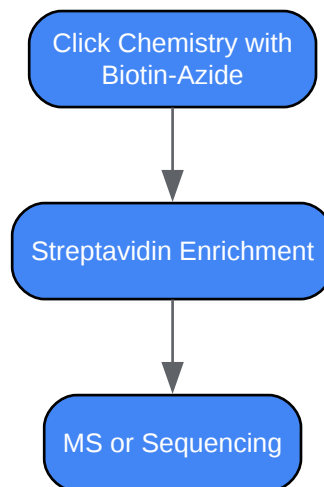 Click Chemistry with
Biotin-Azide
Streptavidin Enrichment
MS or Sequencing